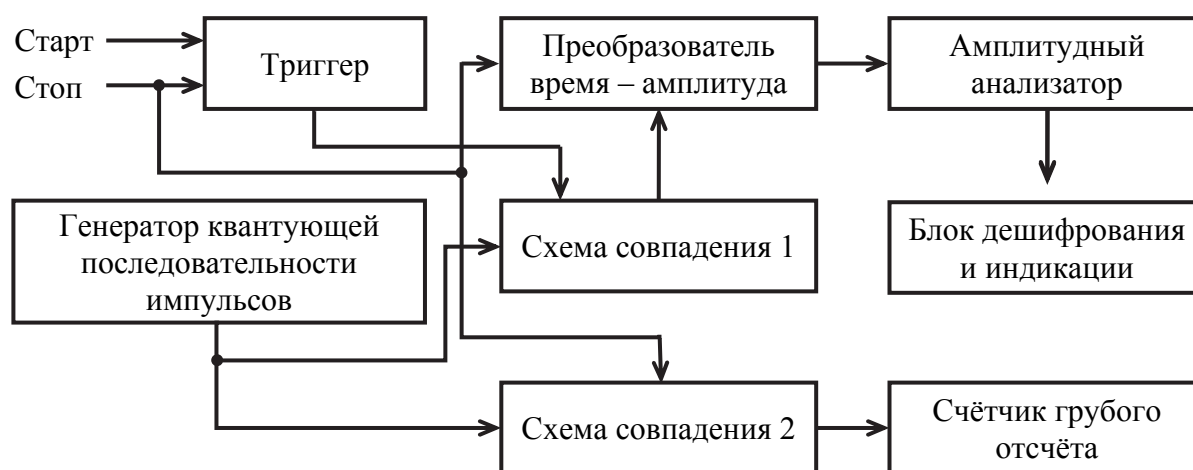 Старт
Стоп
Триггер
Преобразователь
время – амплитуда
Амплитудный
анализатор
Генератор квантующей
последовательности
импульсов
Схема совпадения 1
Блок дешифрования
и индикации
Схема совпадения 2
Счётчик грубого
отсчёта